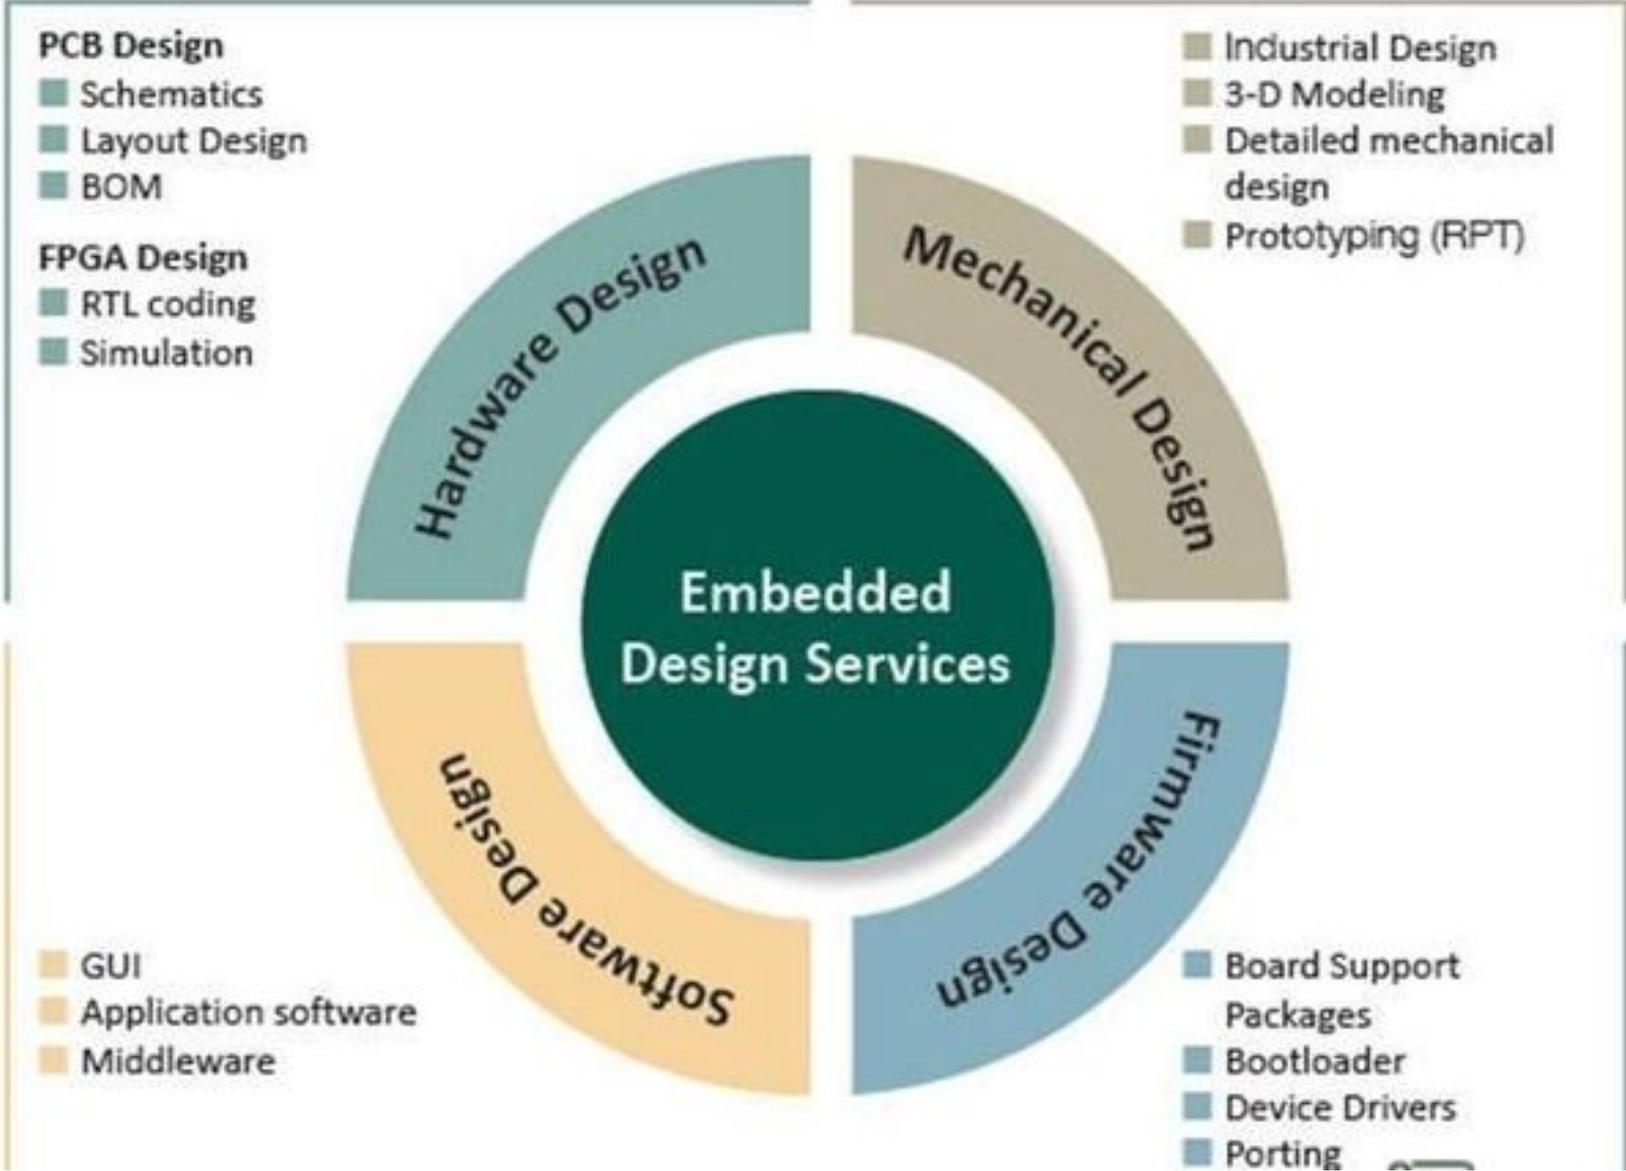 PCB Design
Schematics
Layout Design
BOM
FPGA Design
RTL coding
Simulation
Industrial Design
3-D Modeling
Detailed mechanical
design
Prototyping (RPT)
Hardware Design
Mechanical Design
Embedded
Design Services
Software Design
Firmware Design
GUI
Application software
Middleware
Board Support
Packages
Bootloader
Device Drivers
Porting